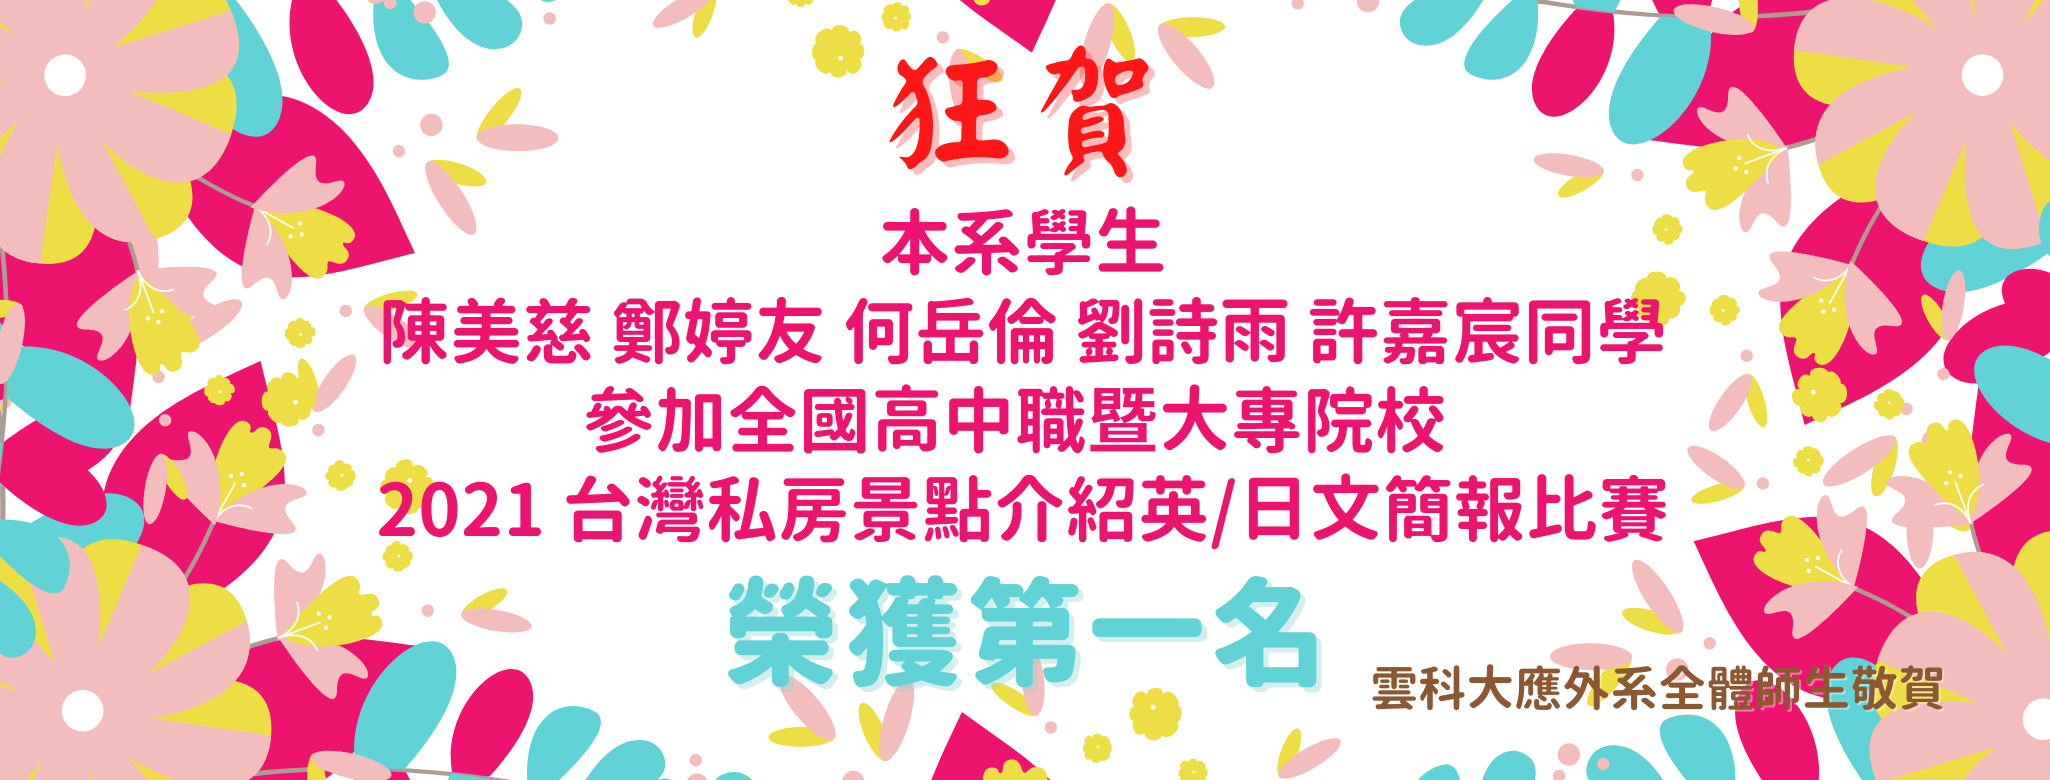 狂賀
本系學生
陳美慈 鄭婷友 何岳倫 劉詩雨 許嘉宸同學
參加全國高中職暨大專院校
2021 台灣私房景點介紹英/日文簡報比賽
榮獲第一名
雲科大應外系全體師生敬賀